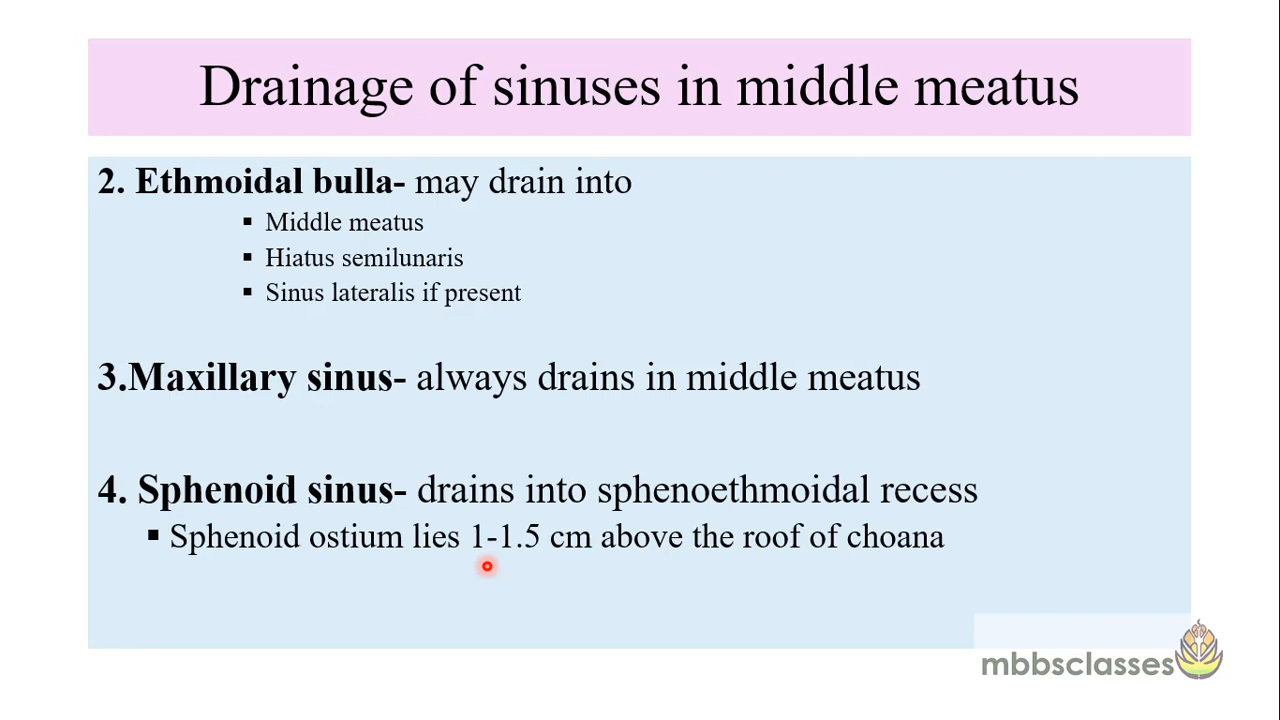 Drainage of sinuses in middle meatus
2. Ethmoidal bulla- may drain into
▪ Middle meatus
▪ Hiatus semilunaris
▪ Sinus lateralis if present
3.Maxillary sinus- always drains in middle meatus
4. Sphenoid sinus- drains into sphenoethmoidal recess
▪ Sphenoid ostium lies 1-1.5 cm above the roof of choana
mbbsclasses